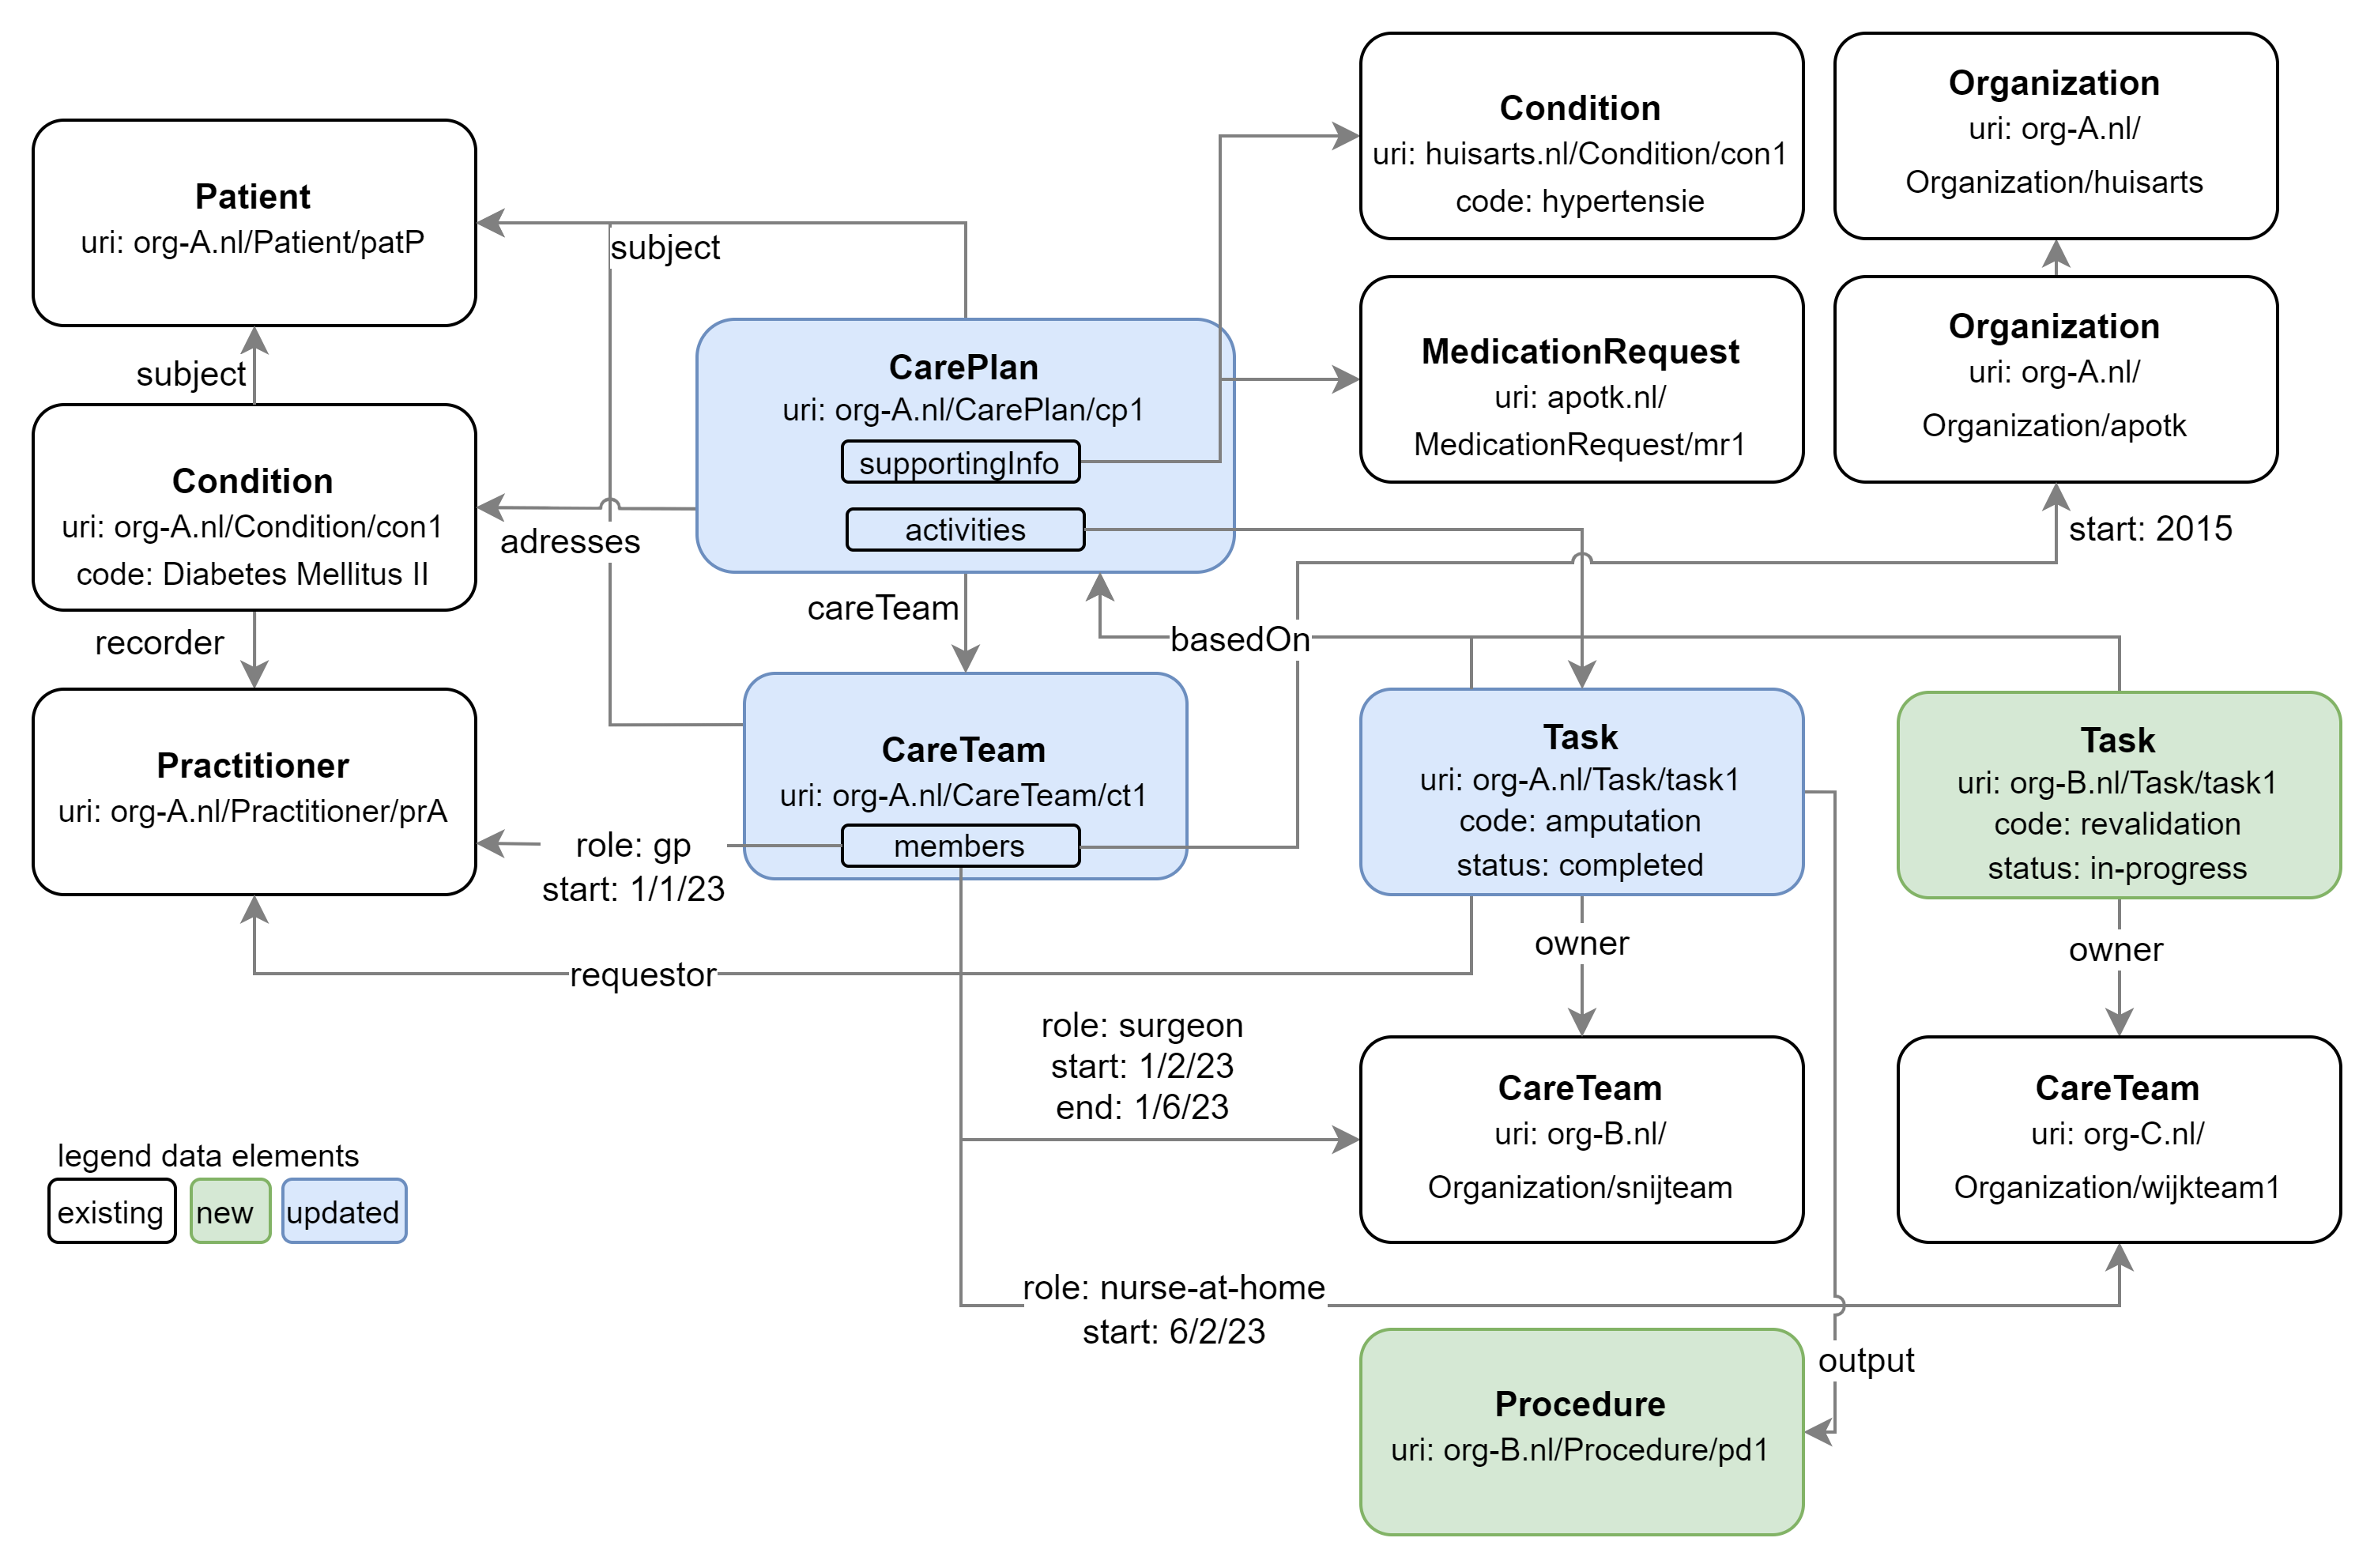 Patient
uri: org-A.nl/Patient/patP
subject
subject
Condition
uri: org-A.nl/Condition/con1
code: Diabetes Mellitus II
adresses
recorder
Practitioner
uri: org-A.nl/Practitioner/prA
CarePlan
uri: org-A.nl/CarePlan/cp1
supportingInfo
activities
careTeam
basedOn
CareTeam
uri: org-A.nl/CareTeam/ct1
members
role: gp
start: 1/1/23
requestor
Condition
uri: huisarts.nl/Condition/con1
code: hypertensie
MedicationRequest
uri: apotk.nl/
MedicationRequest/mr1
Organization
uri: org-A.nl/
Organization/huisarts
Organization
uri: org-A.nl/
Organization/apotk
start: 2015
Task
uri: org-A.nl/Task/task1
code: amputation
status: completed
Task
uri: org-B.nl/Task/task1
code: revalidation
status: in-progress
owner
owner
role: surgeon
start: 1/2/23
end: 1/6/23
CareTeam
uri: org-B.nl/
Organization/snijteam
CareTeam
uri: org-C.nl/
Organization/wijkteam1
legend data elements
existing
new
updated
role: nurse-at-home
start: 6/2/23
output
Procedure
uri: org-B.nl/Procedure/pd1